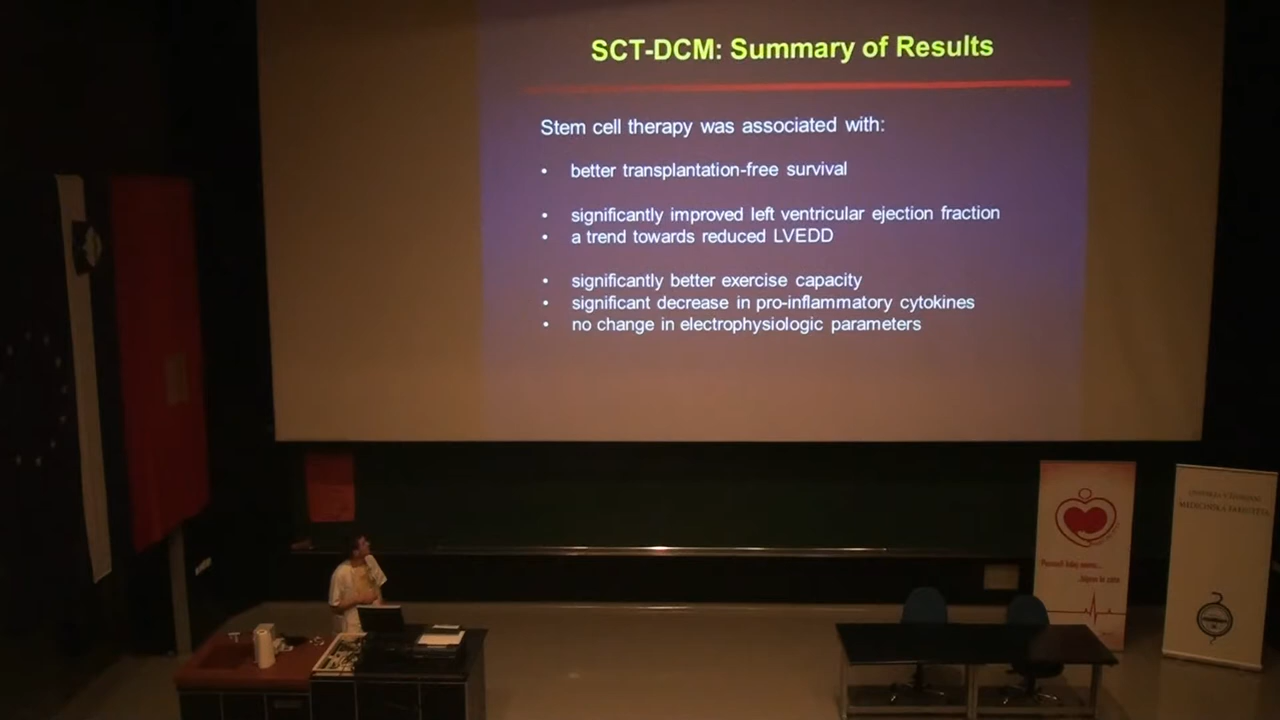 SCT-DCM: Summary of Results
Stem cell therapy was associated with:
• better transplantation-free survival
• significantly improved left ventricular ejection fraction
• a trend towards reduced LVEDD
• significantly better exercise capacity
• significant decrease in pro-inflammatory cytokines
• no change in electrophysiologic parameters
MEDICINSKA FAKULTETA